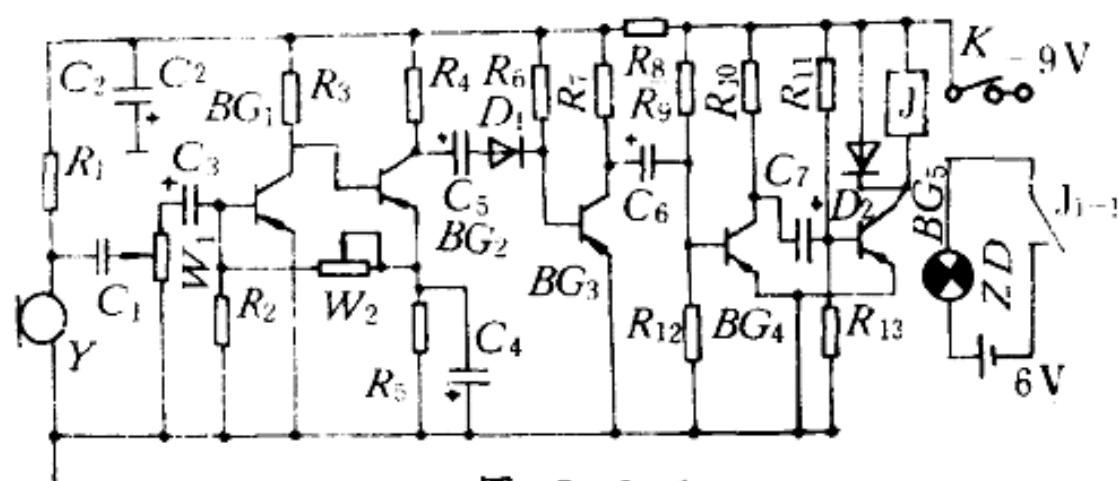 K
- 9V
C2
C2
BG1
R3
R4
R6
D1
R7
R8
R9
R10
R11
J
R1
C3
C5
BG2
C6
C7
D2
BG5
J1-1
W1
C1
R2
W2
BG3
R12
BG4
R13
ZD
Y
R5
C4
6V